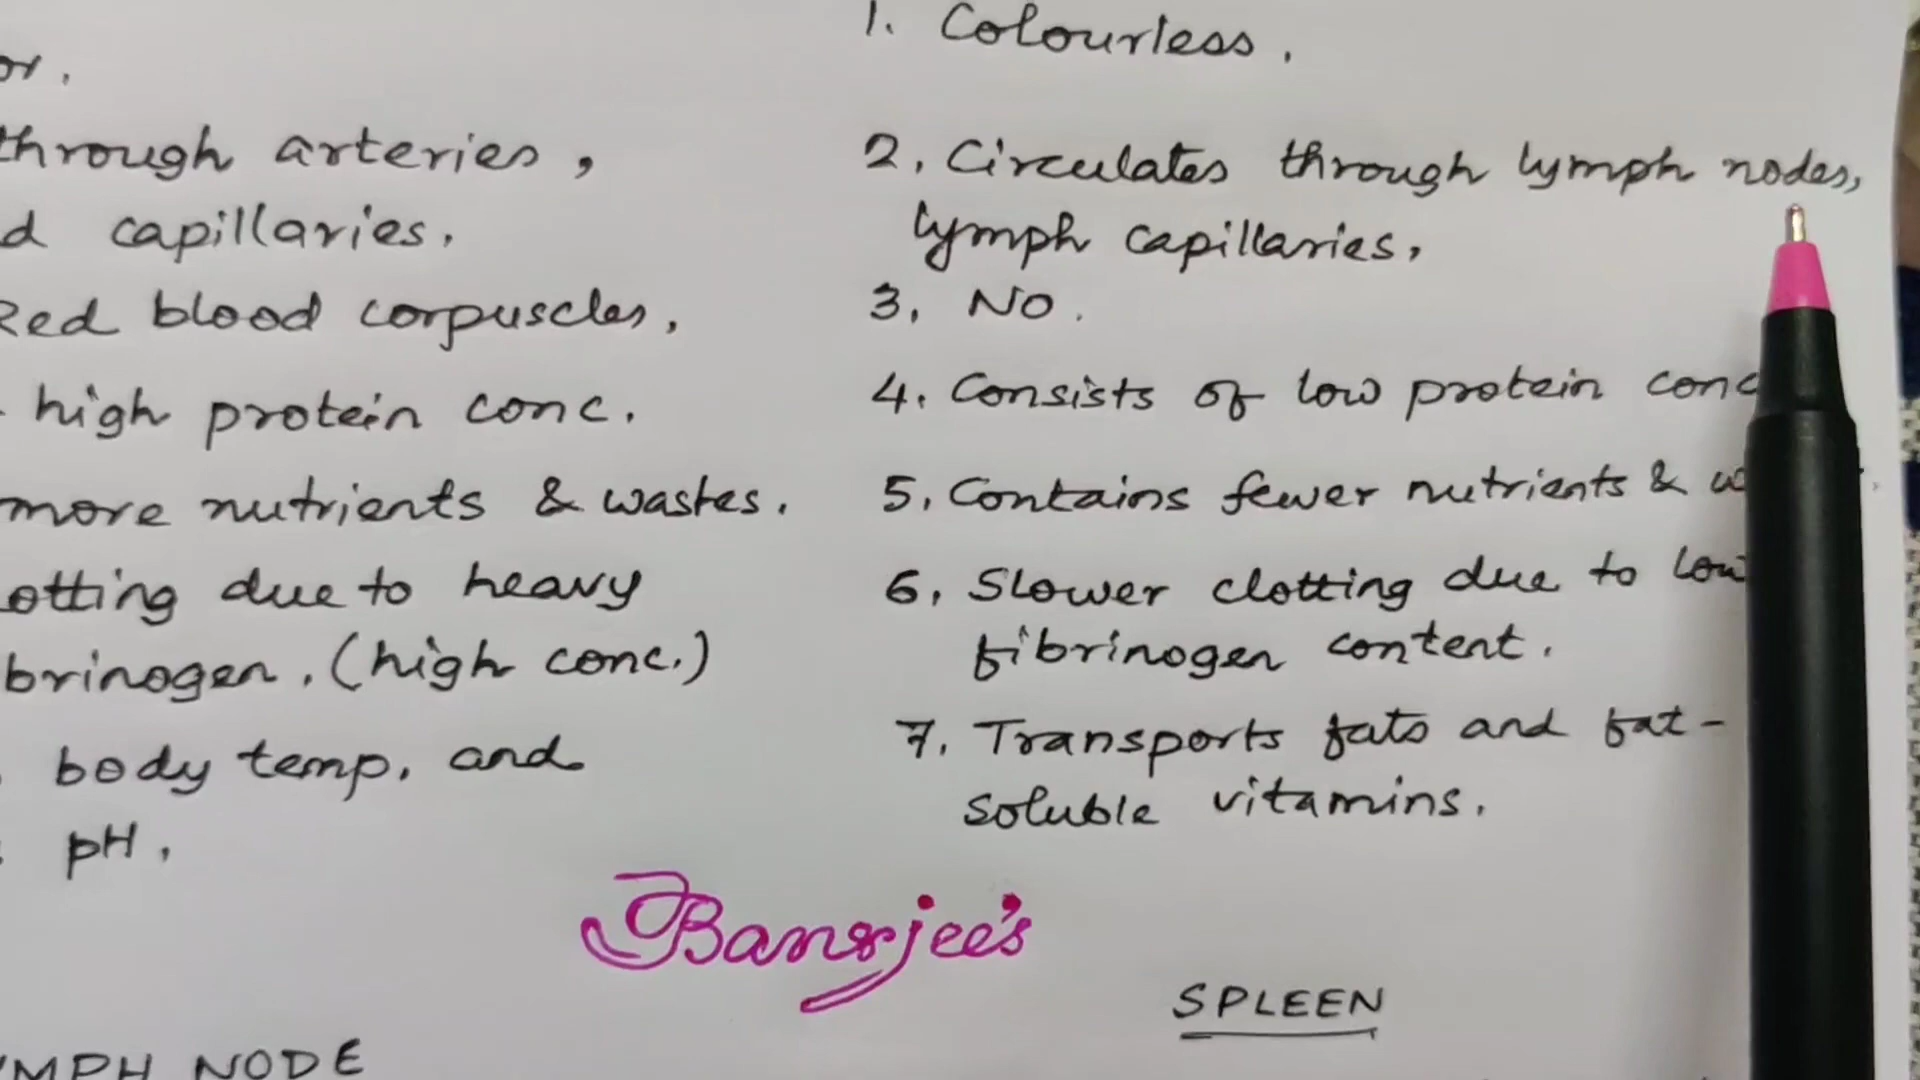 or.
through arteries,
d capillaries.
Red blood corpuscles.
high protein conc.
more nutrients & wastes.
otting due to heavy
brinogen. (high conc.)
body temp. and
pH.
1. Colourless.
2. Circulates through lymph nodes,
lymph capillaries.
3. NO.
4. Consists of low protein conc
5. Contains fewer nutrients & w
6. Slower clotting due to low
fibrinogen content.
7. Transports fats and fat-
soluble vitamins.
Banerjee's
YMPH NODE
SPLEEN